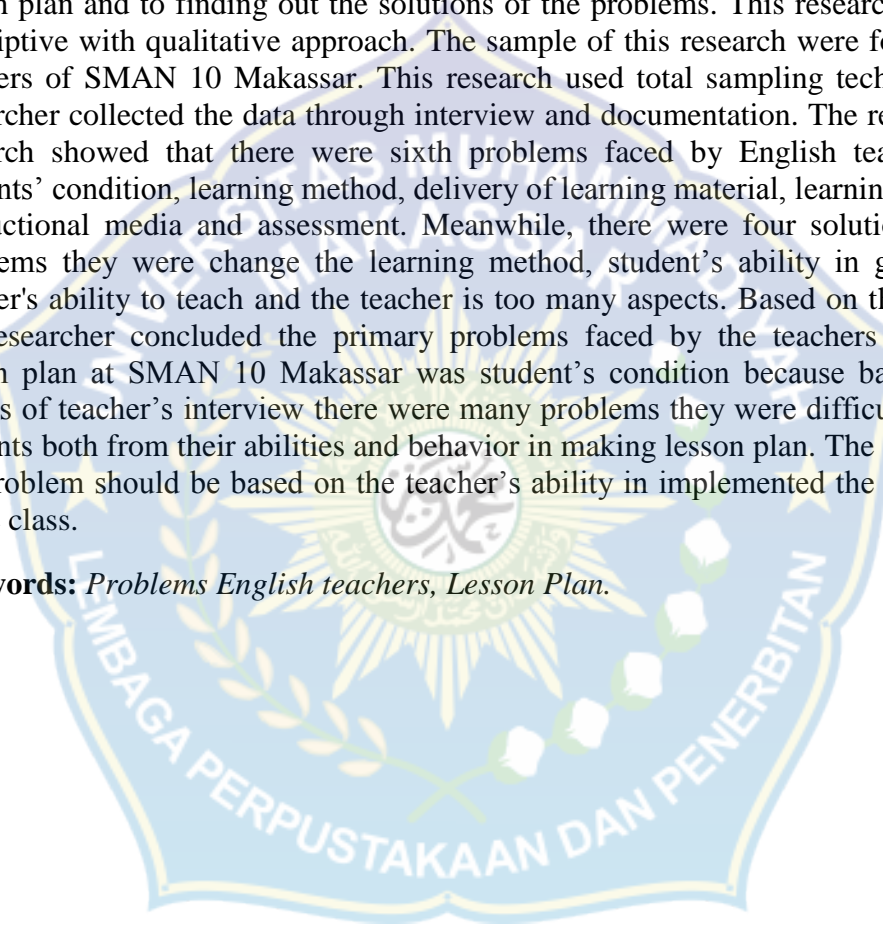 n plan and to finding out the solutions of the problems. This researc
iptive with qualitative approach. The sample of this research were fo
ers of SMAN 10 Makassar. This research used total sampling tech
rcher collected the data through interview and documentation. The re
rch showed that there were sixth problems faced by English tea
nts’ condition, learning method, delivery of learning material, learnin
uctional media and assessment. Meanwhile, there were four solutio
ems they were change the learning method, student’s ability in g
er's ability to teach and the teacher is too many aspects. Based on th
esearcher concluded the primary problems faced by the teachers
n plan at SMAN 10 Makassar was student’s condition because ba
s of teacher’s interview there were many problems they were difficu
nts both from their abilities and behavior in making lesson plan. The
roblem should be based on the teacher’s ability in implemented the
class.
words: Problems English teachers, Lesson Plan.
UNIVERSITAS MUHAMMADIYAH
MAKASSAR
LEMBAGA PERPUSTAKAAN DAN PENERBITAN